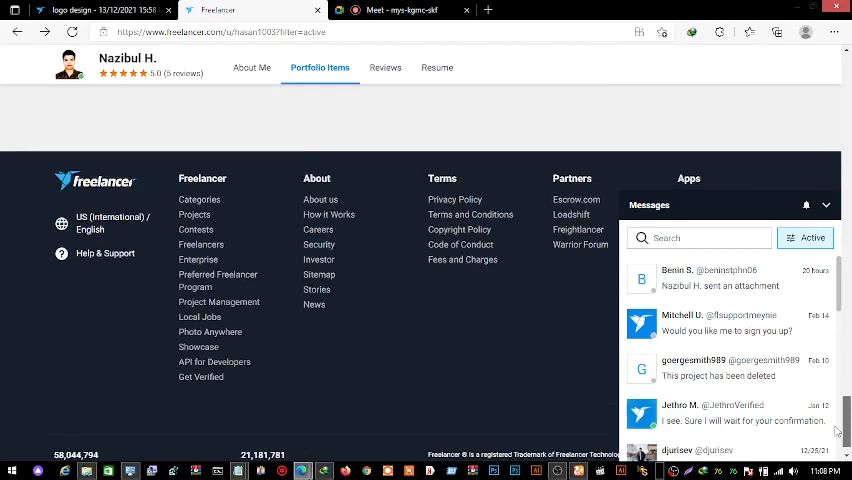 logo design - 13/12/2021 15:58
Freelancer
Meet - mys-kgmc-skf
https://www.freelancer.com/u/hasan1003?filter=active
Nazibul H.
5.0 (5 reviews)
About Me
Portfolio Items
Reviews
Resume
freelancer
US (International) /
English
Help & Support
Freelancer
Categories
Projects
Contests
Freelancers
Enterprise
Preferred Freelancer
Program
Project Management
Local Jobs
Photo Anywhere
Showcase
API for Developers
Get Verified
About
About us
How it Works
Careers
Security
Investor
Sitemap
Stories
News
Terms
Privacy Policy
Terms and Conditions
Copyright Policy
Code of Conduct
Fees and Charges
Partners
Escrow.com
Loadshift
Freightlancer
Warrior Forum
Apps
Messages
Search
Active
B
Benin S. @beninstphn06
20 hours
Nazibul H. sent an attachment
Mitchell U. @flsupportmeynie
Feb 14
Would you like me to sign you up?
G
goergesmith989 @goergesmith989
Feb 10
This project has been deleted
Jethro M. @JethroVerified
Jan 12
I see. Sure I will wait for your confirmation.
djurisev @djurisev
12/25/21
58,044,794
21,181,781
Freelancer ® is a registered Trademark of Freelancer Technolo
76 76
11:08 PM